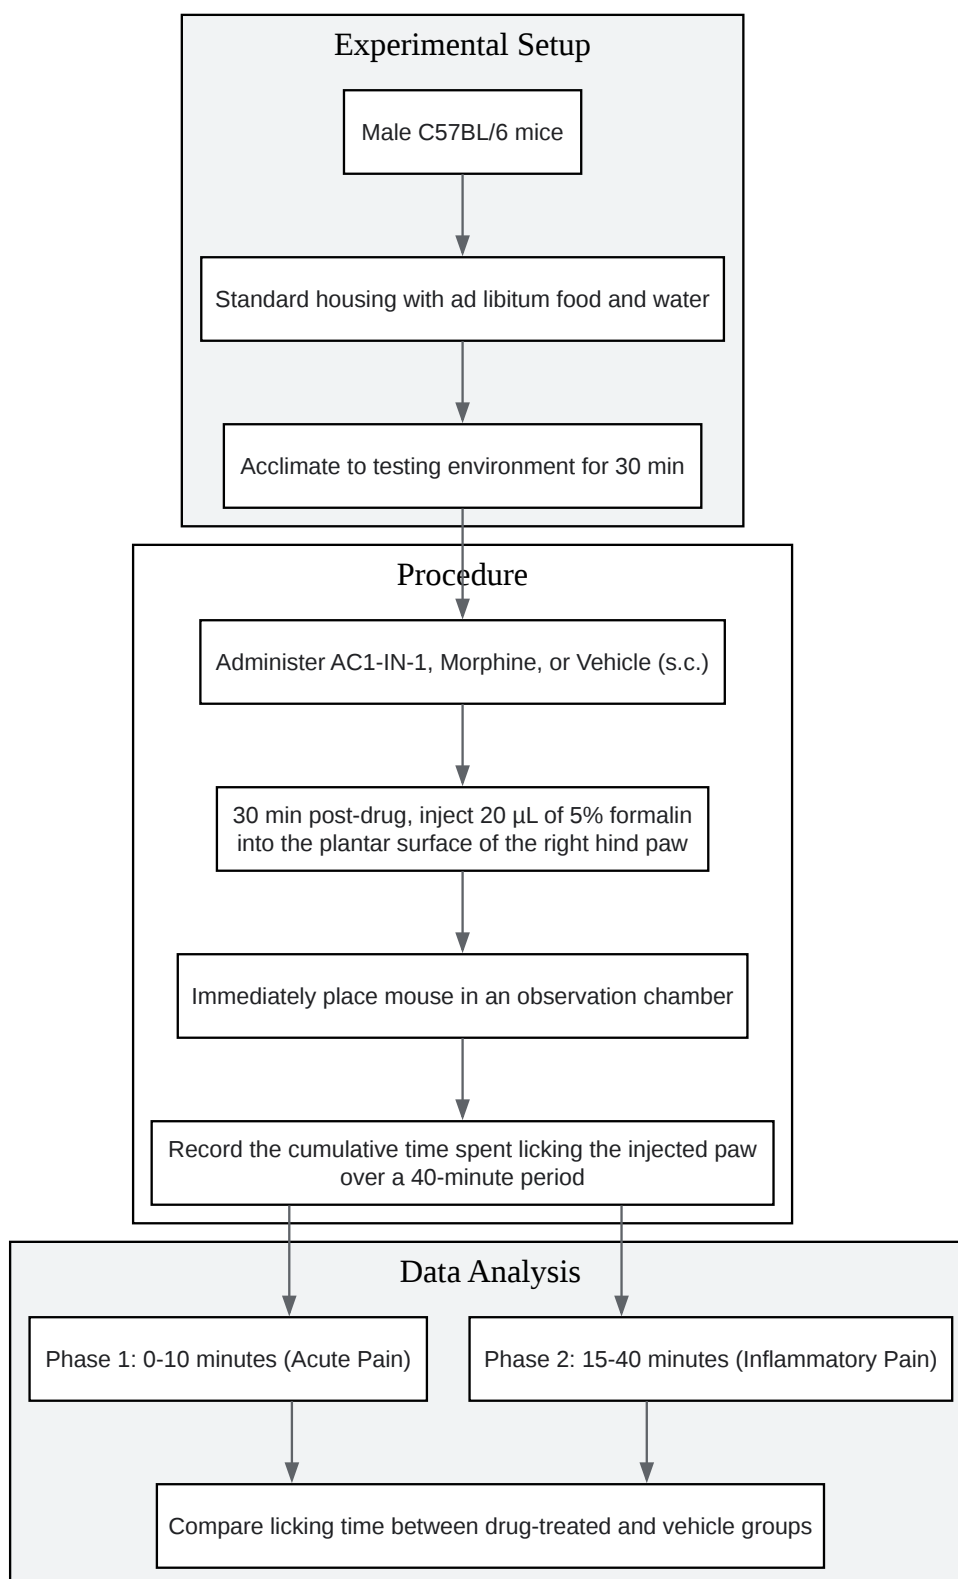 Experimental Setup
Male C57BL/6 mice
Standard housing with ad libitum food and water
Acclimate to testing environment for 30 min
Procedure
Administer AC1-IN-1, Morphine, or Vehicle (s.c.)
30 min post-drug, inject 20 µL of 5% formalin
into the plantar surface of the right hind paw
Immediately place mouse in an observation chamber
Record the cumulative time spent licking the injected paw
over a 40-minute period
Data Analysis
Phase 1: 0-10 minutes (Acute Pain)
Phase 2: 15-40 minutes (Inflammatory Pain)
Compare licking time between drug-treated and vehicle groups